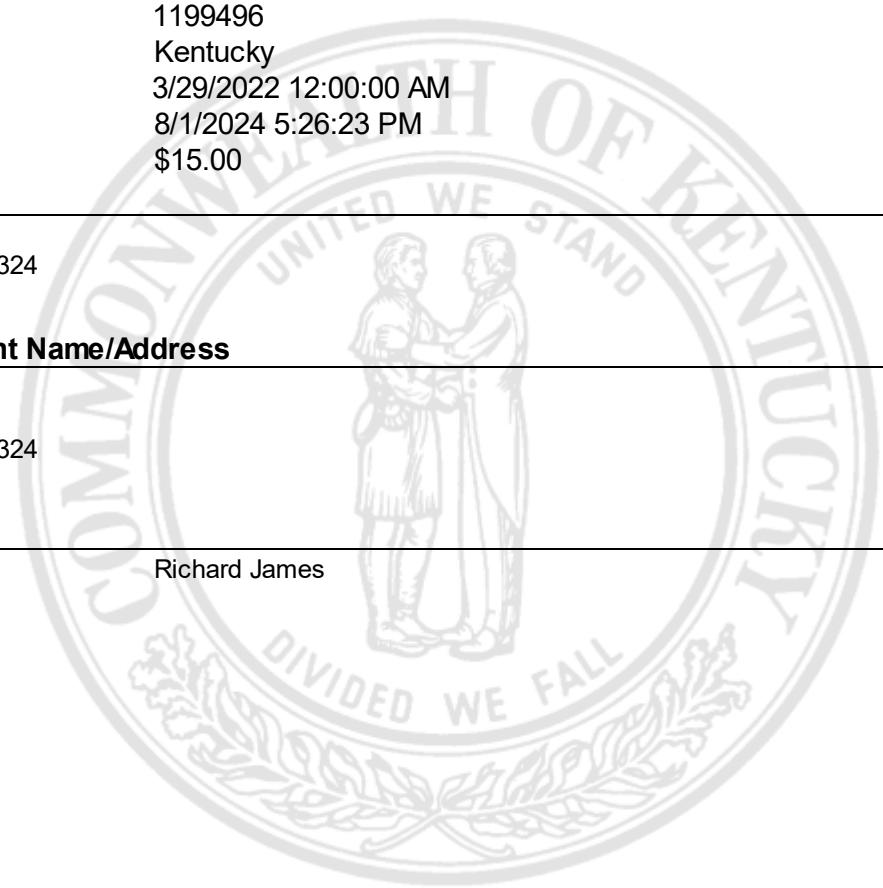 1199496
Kentucky
3/29/2022 12:00:00 AM
8/1/2024 5:26:23 PM
$15.00
324
nt Name/Address
324
Richard James
COMMONWEALTH OF KENTUCKY
UNITED WE STAND
DIVIDED WE FALL